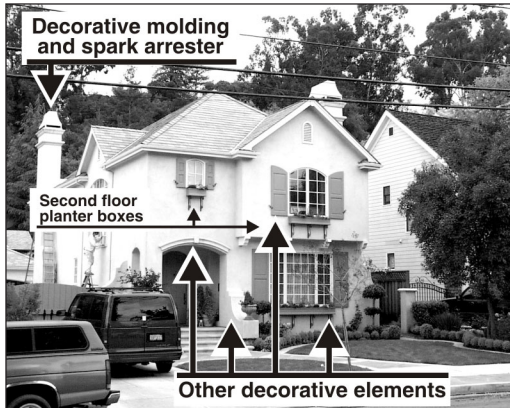 Decorative molding
and spark arrester
Second floor
planter boxes
Other decorative elements